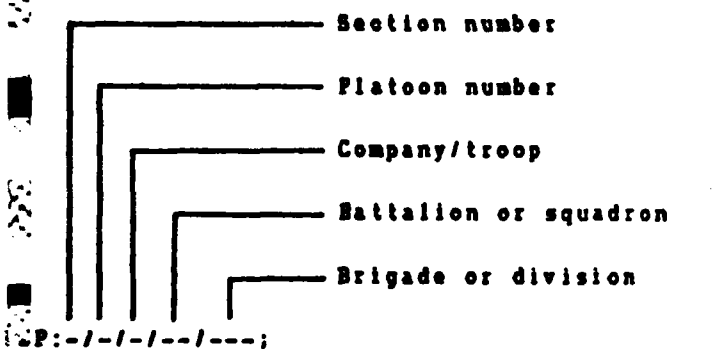 Section number
Platoon number
Company/troop
Battalion or squadron
Brigade or division
P:-/-/-/--/---;